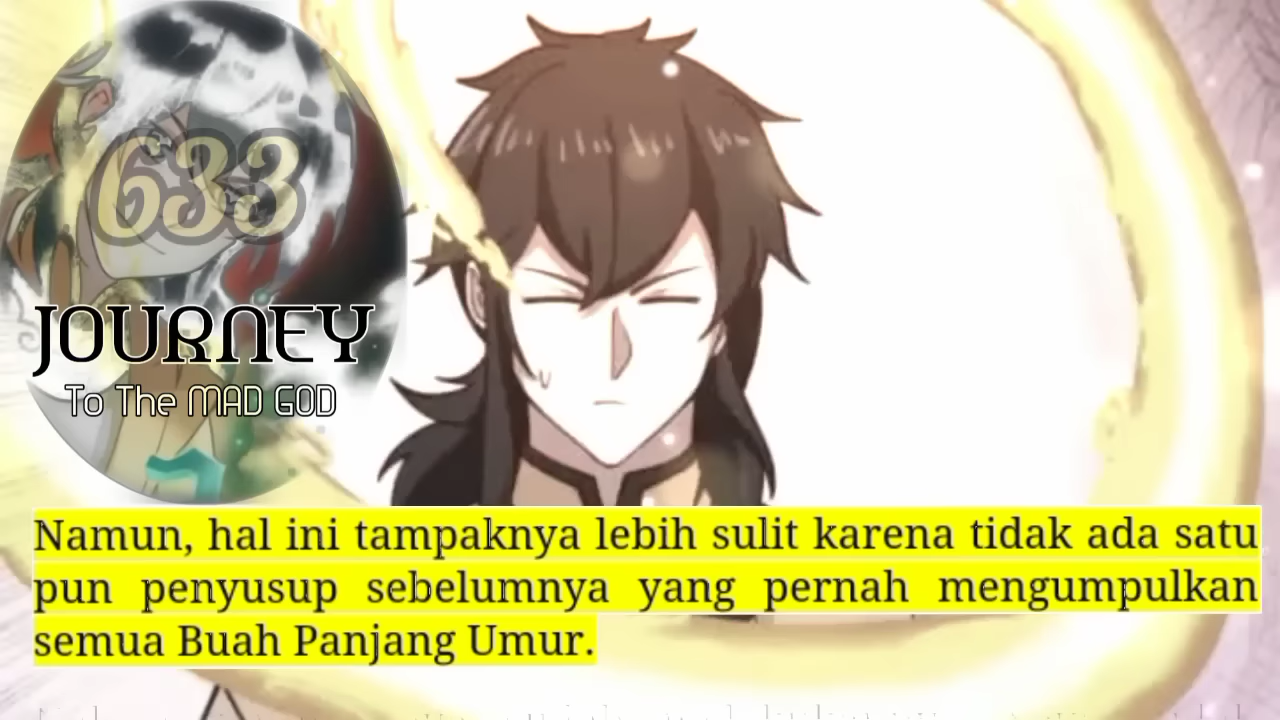 633
JOURNEY
To The MAD GOD
Namun, hal ini tampaknya lebih sulit karena tidak ada satu
pun penyusup sebelumnya yang pernah mengumpulkan
semua Buah Panjang Umur.